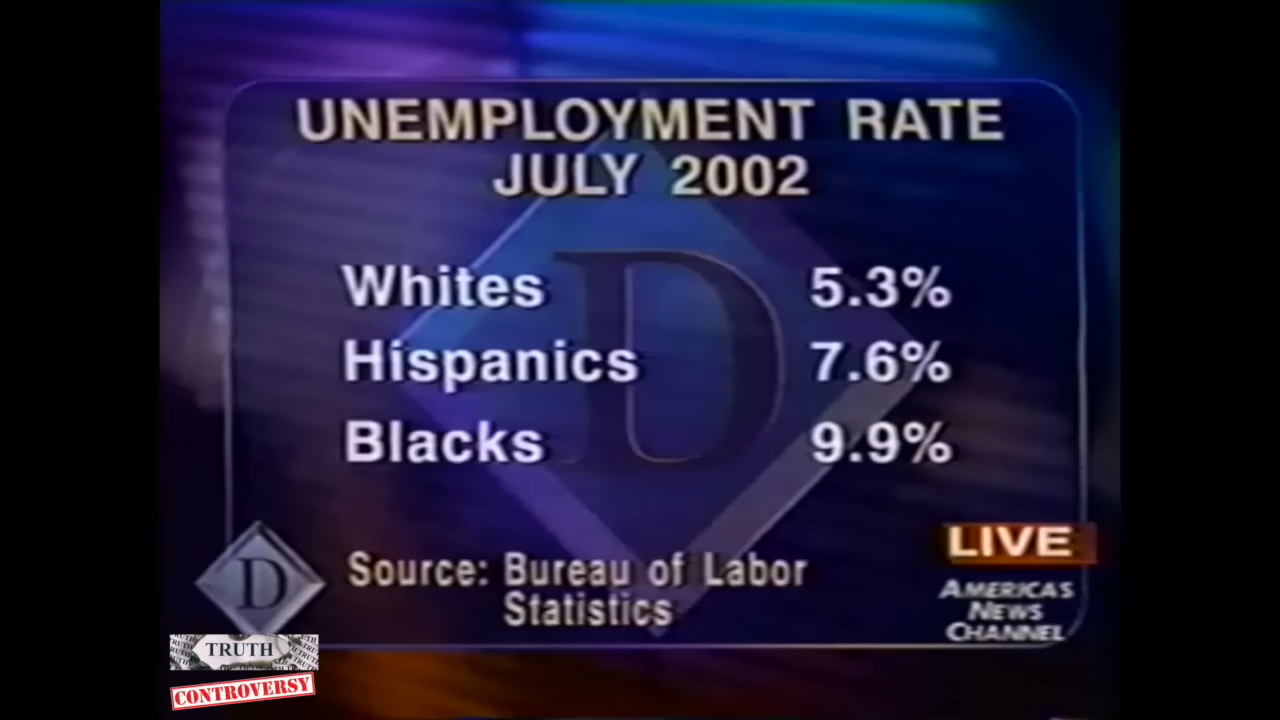 UNEMPLOYMENT RATE
JULY 2002
Whites 5.3%
Hispanics 7.6%
Blacks 9.9%
D
Source: Bureau of Labor
Statistics
D
LIVE
AMERICA'S
NEWS
CHANNEL
TRUTH
CONTROVERSY